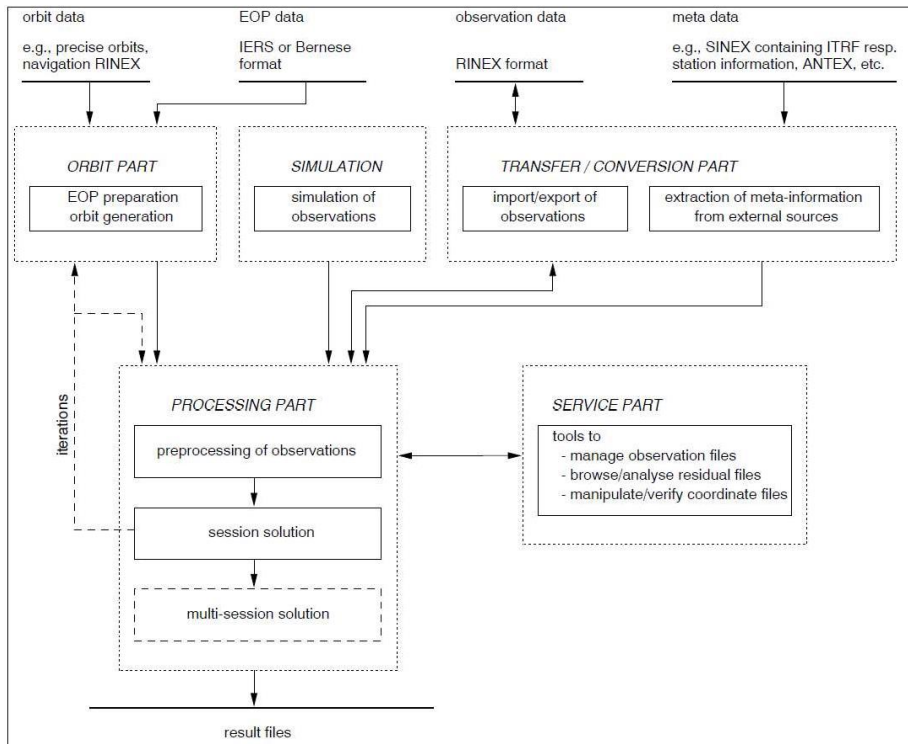 orbit data
e.g., precise orbits,
navigation RINEX
EOP data
IERS or Bernese
format
observation data
RINEX format
meta data
e.g., SINEX containing ITRF resp.
station information, ANTEX, etc.
ORBIT PART
EOP preparation
orbit generation
SIMULATION
simulation of
observations
TRANSFER / CONVERSION PART
import/export of
observations
extraction of meta-information
from external sources
iterations
PROCESSING PART
preprocessing of observations
session solution
multi-session solution
SERVICE PART
tools to
- manage observation files
- browse/analyse residual files
- manipulate/verify coordinate files
result files